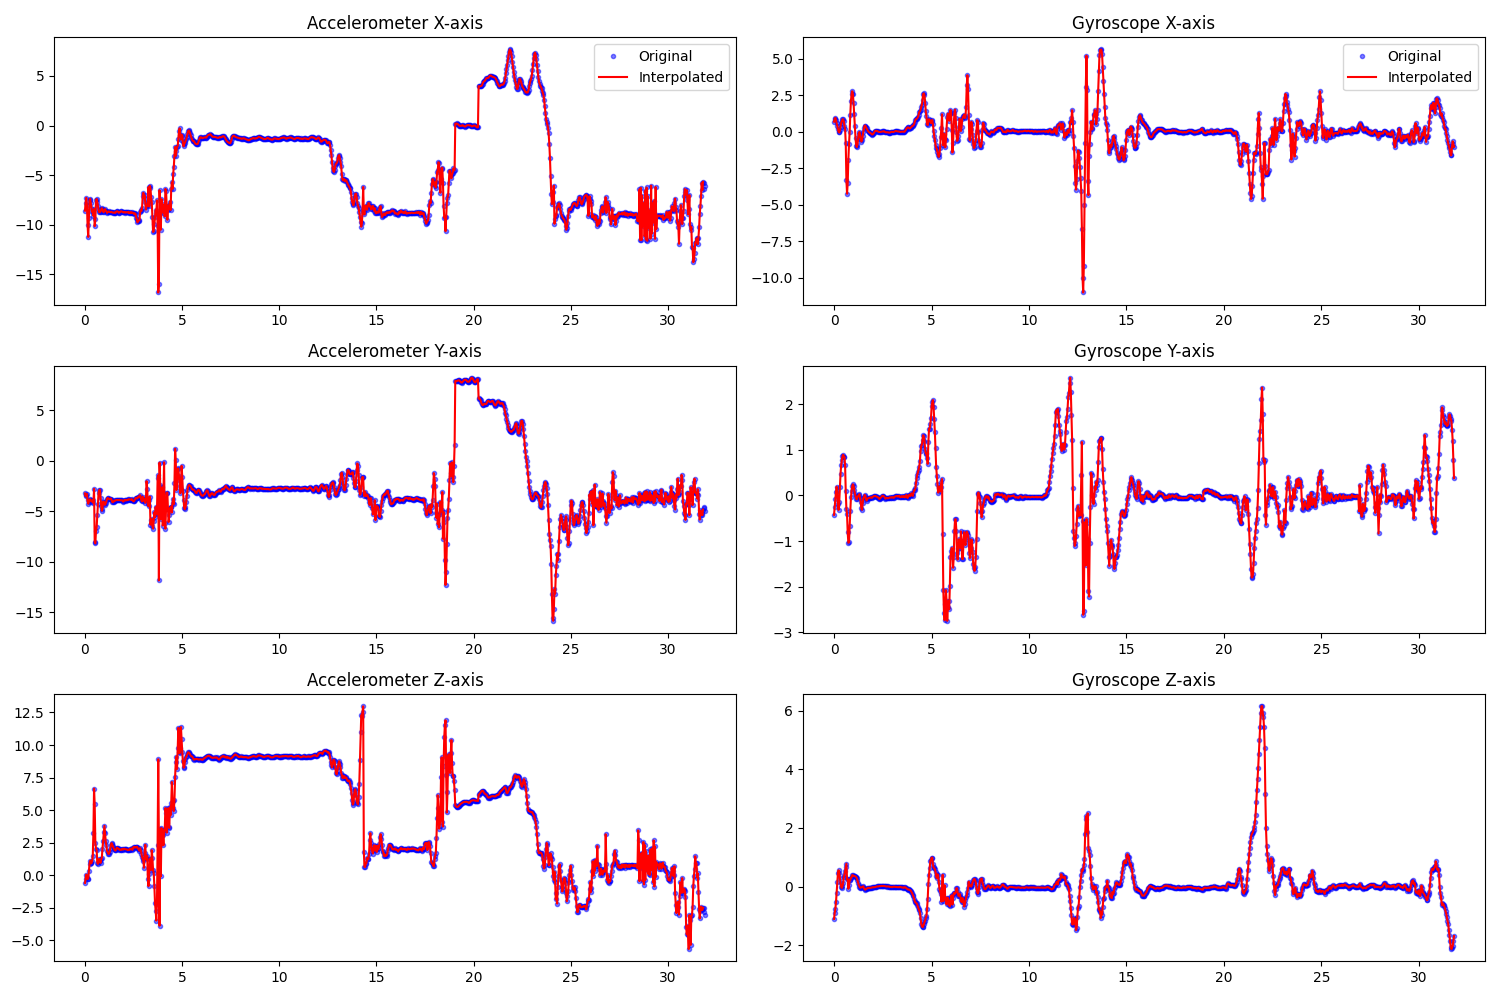 Accelerometer X-axis
Original
Interpolated
5
0
−5
−10
−15
0 5 10 15 20 25 30
Gyroscope X-axis
Original
Interpolated
5.0
2.5
0.0
−2.5
−5.0
−7.5
−10.0
0 5 10 15 20 25 30
Accelerometer Y-axis
5
0
−5
−10
−15
0 5 10 15 20 25 30
Gyroscope Y-axis
2
1
0
−1
−2
−3
0 5 10 15 20 25 30
Accelerometer Z-axis
12.5
10.0
7.5
5.0
2.5
0.0
−2.5
−5.0
0 5 10 15 20 25 30
Gyroscope Z-axis
6
4
2
0
−2
0 5 10 15 20 25 30